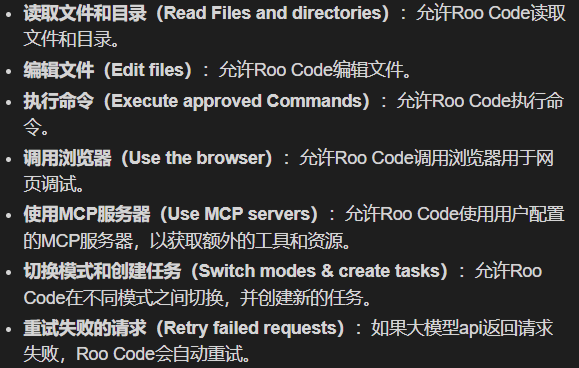 • 读取文件和目录（Read Files and directories）：允许Roo Code读取
文件和目录。
• 编辑文件（Edit files）：允许Roo Code编辑文件。
• 执行命令（Execute approved Commands）：允许Roo Code执行命
令。
• 调用浏览器（Use the browser）：允许Roo Code调用浏览器用于网
页调试。
• 使用MCP服务器（Use MCP servers）：允许Roo Code使用用户配置
的MCP服务器，以获取额外的工具和资源。
• 切换模式和创建任务（Switch modes & create tasks）：允许Roo
Code在不同模式之间切换，并创建新的任务。
• 重试失败的请求（Retry failed requests）：如果大模型api返回请求
失败，Roo Code会自动重试。